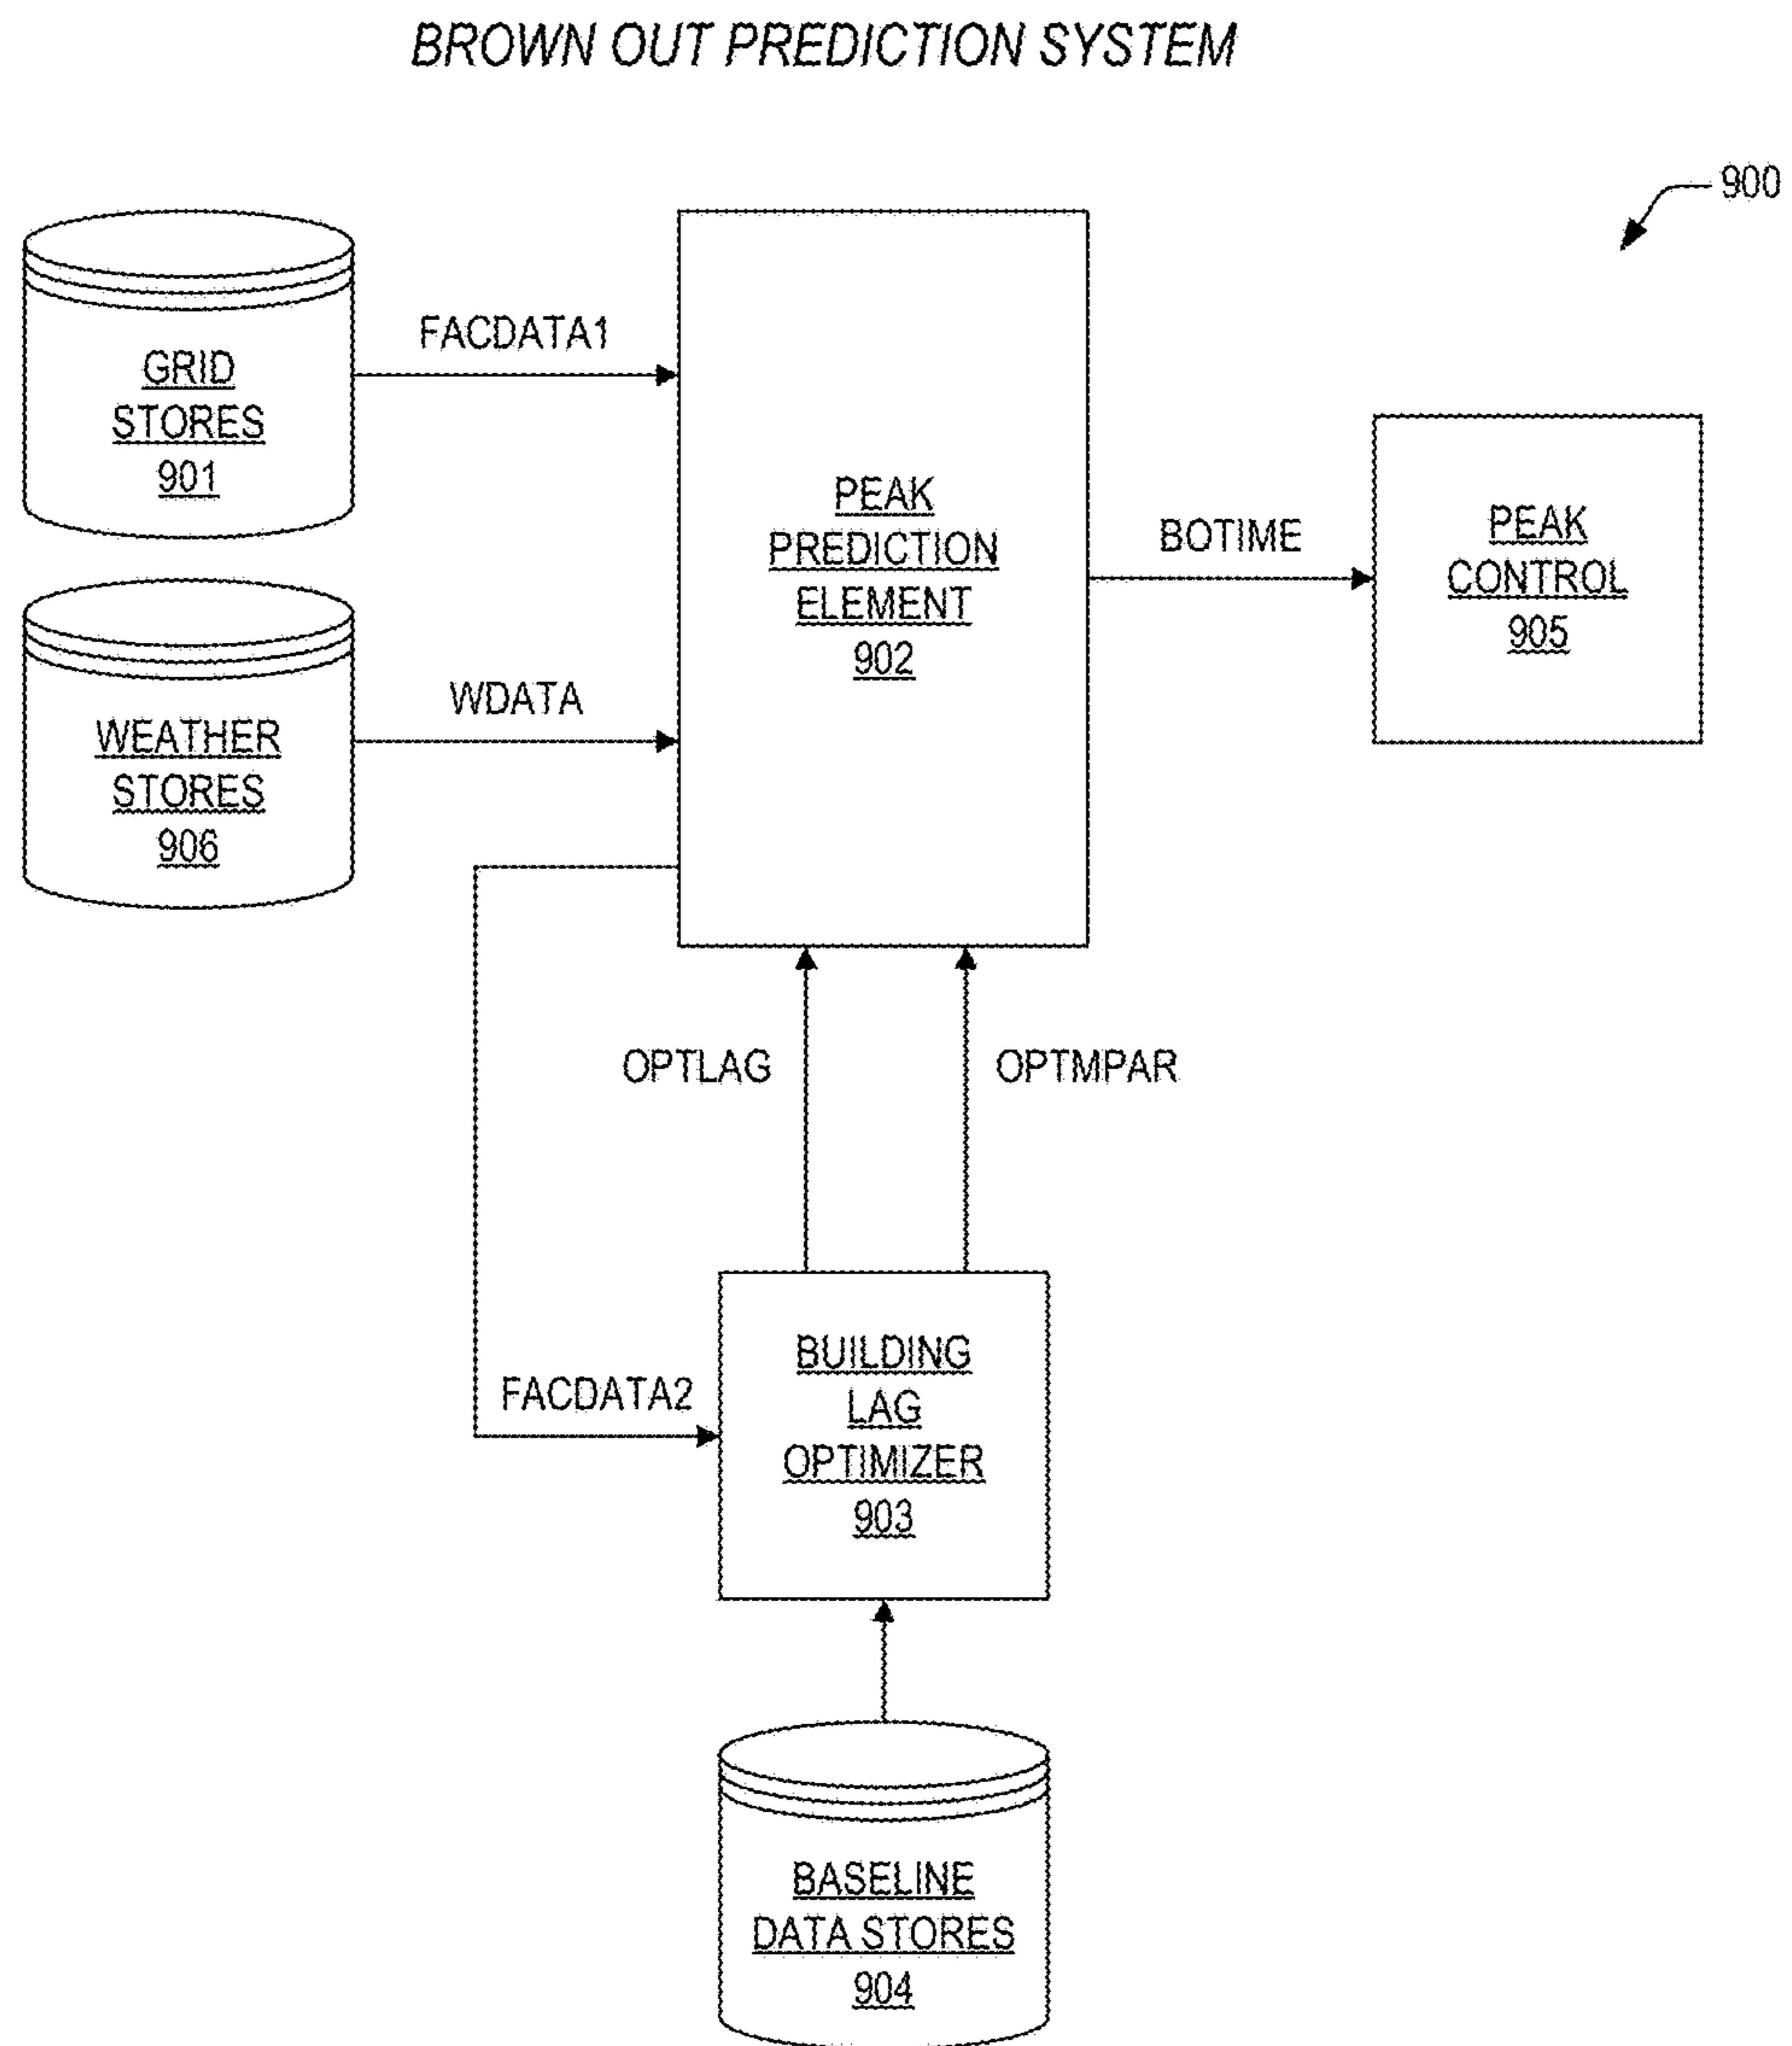 BROWN OUT PREDICTION SYSTEM
900
GRID
STORES
901
FACDATA1
WEATHER
STORES
906
WDATA
PEAK
PREDICTION
ELEMENT
902
BOTIME
PEAK
CONTROL
905
OPTLAG
OPTMPAR
FACDATA2
BUILDING
LAG
OPTIMIZER
903
BASELINE
DATA STORES
904